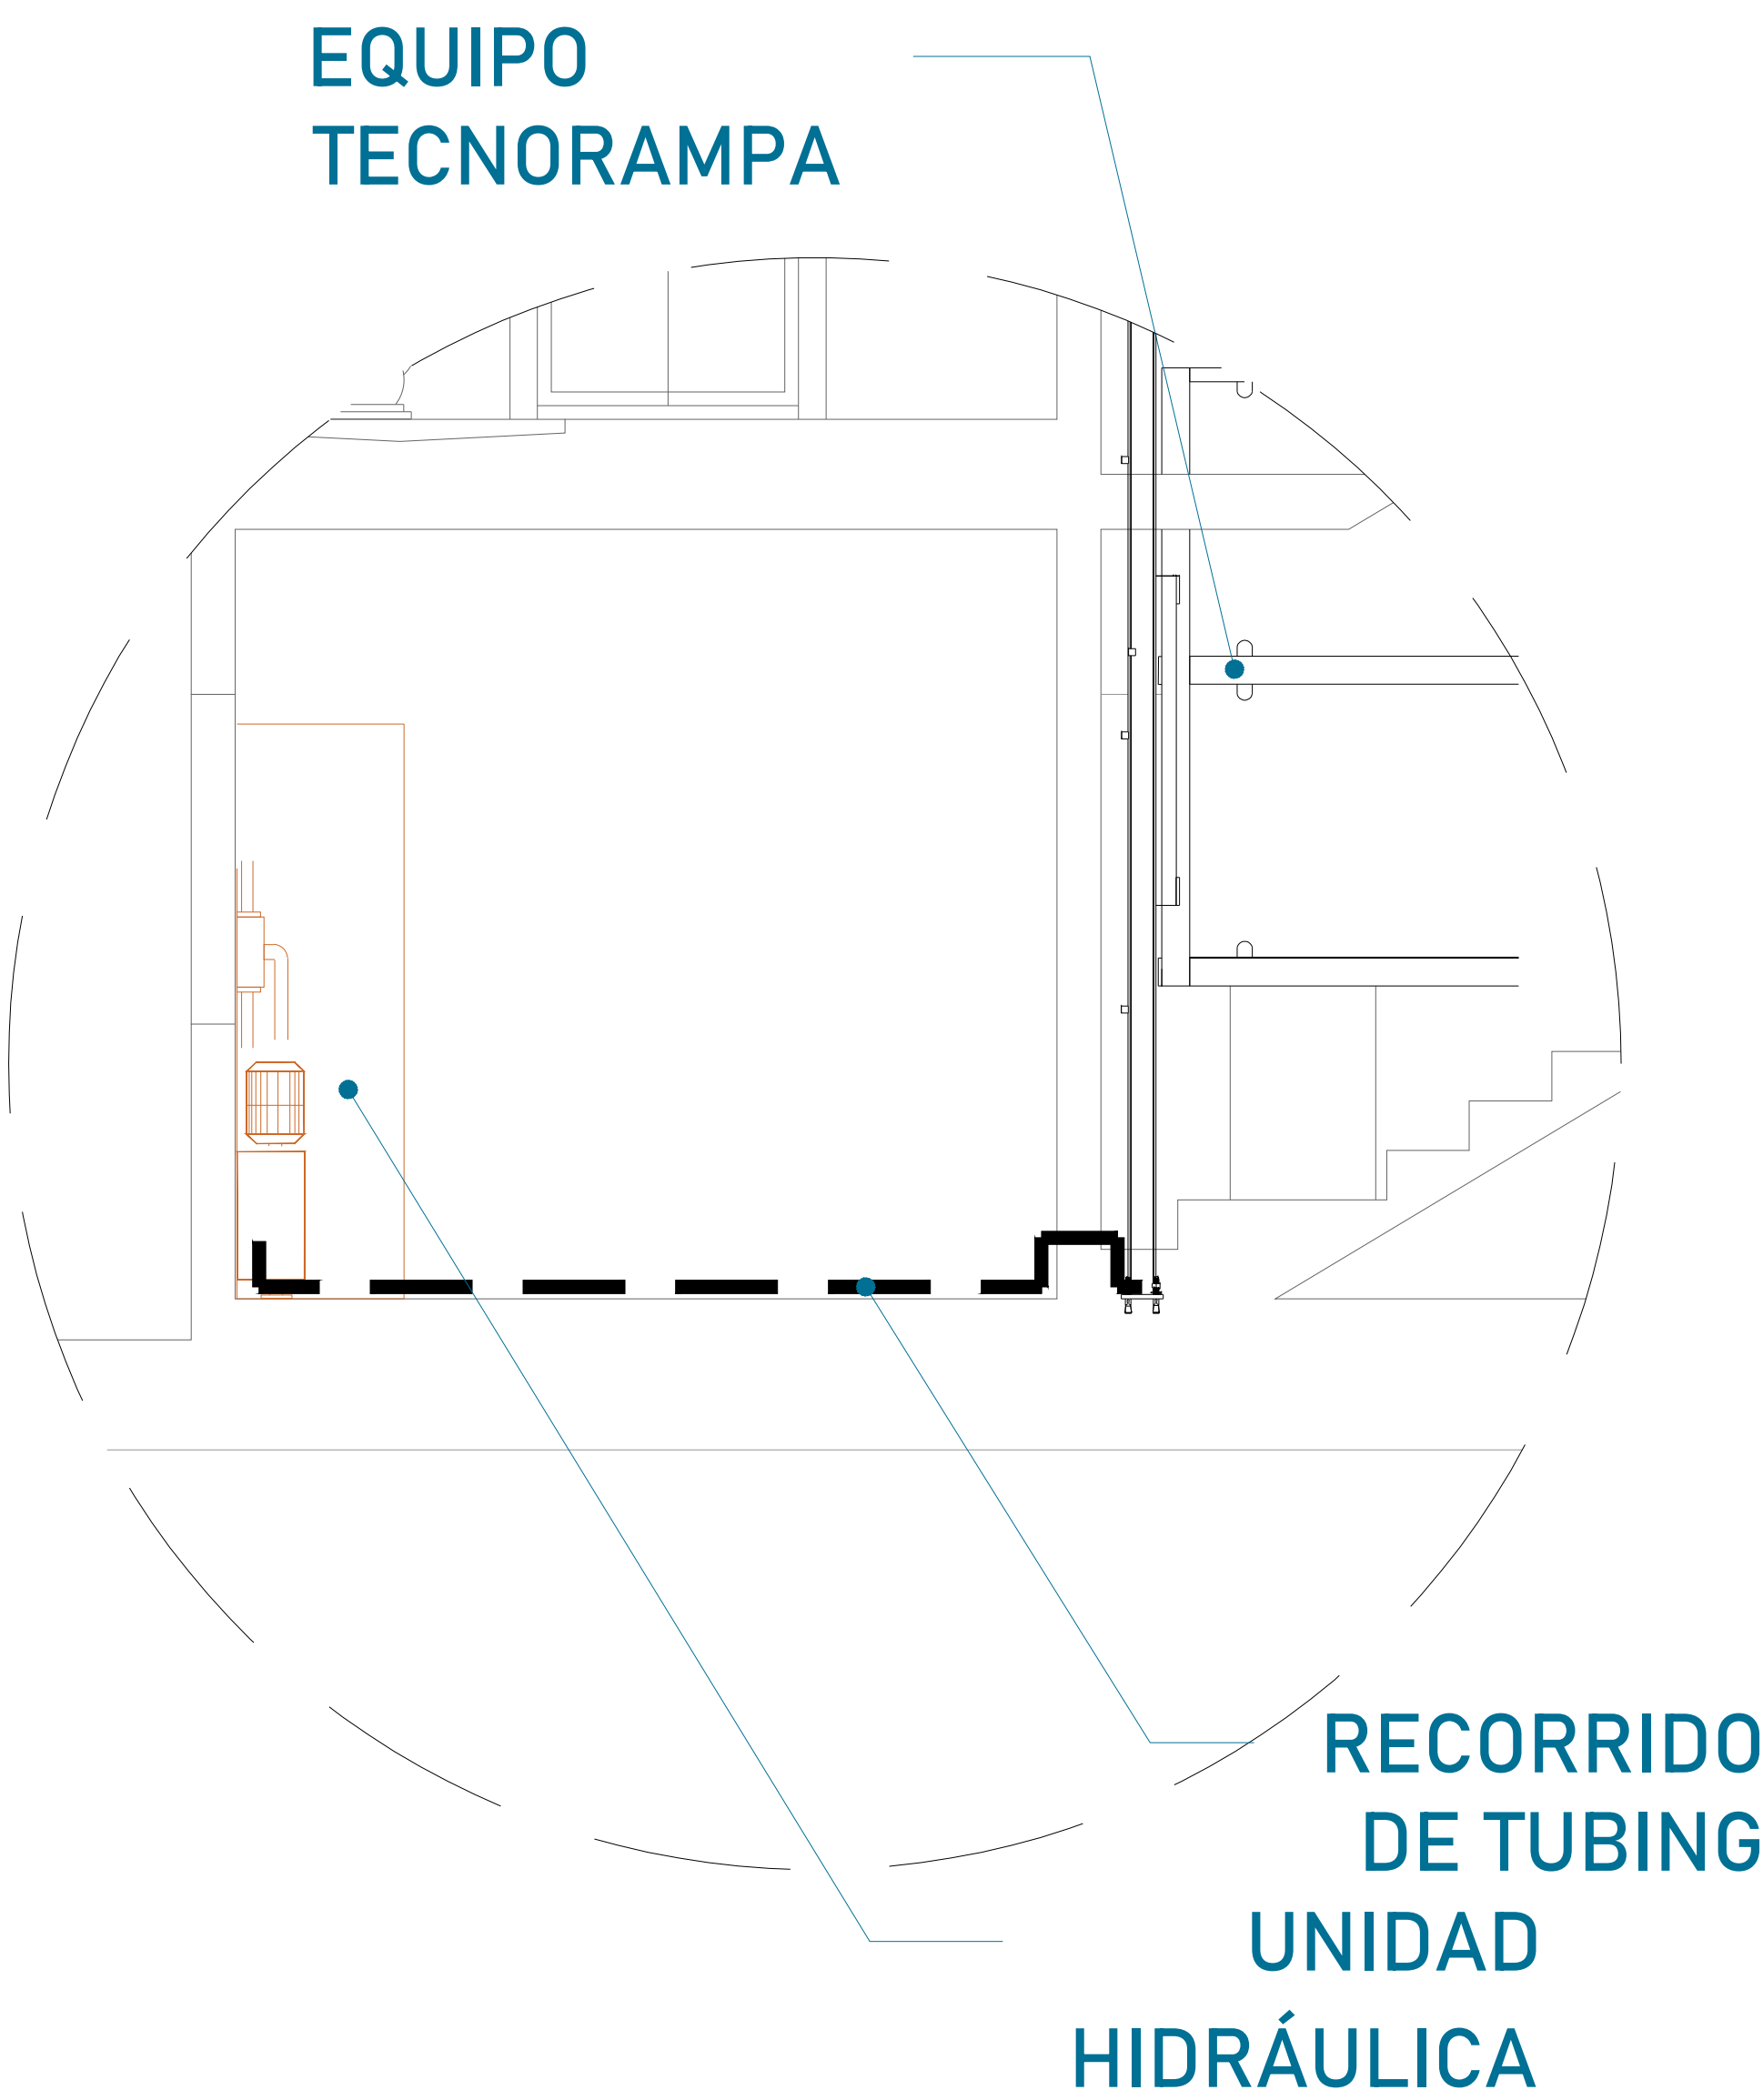 EQUIPO
TECNORAMPA
RECORRIDO
DE TUBING
UNIDAD
HIDRÁULICA